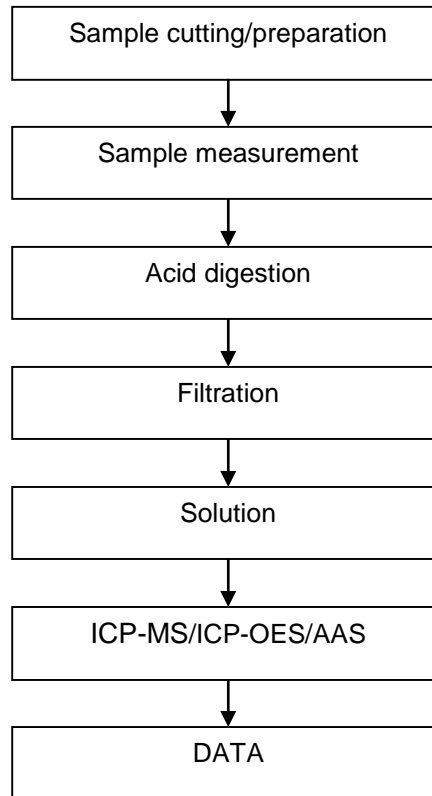 Sample cutting/preparation
Sample measurement
Acid digestion
Filtration
Solution
ICP-MS/ICP-OES/AAS
DATA